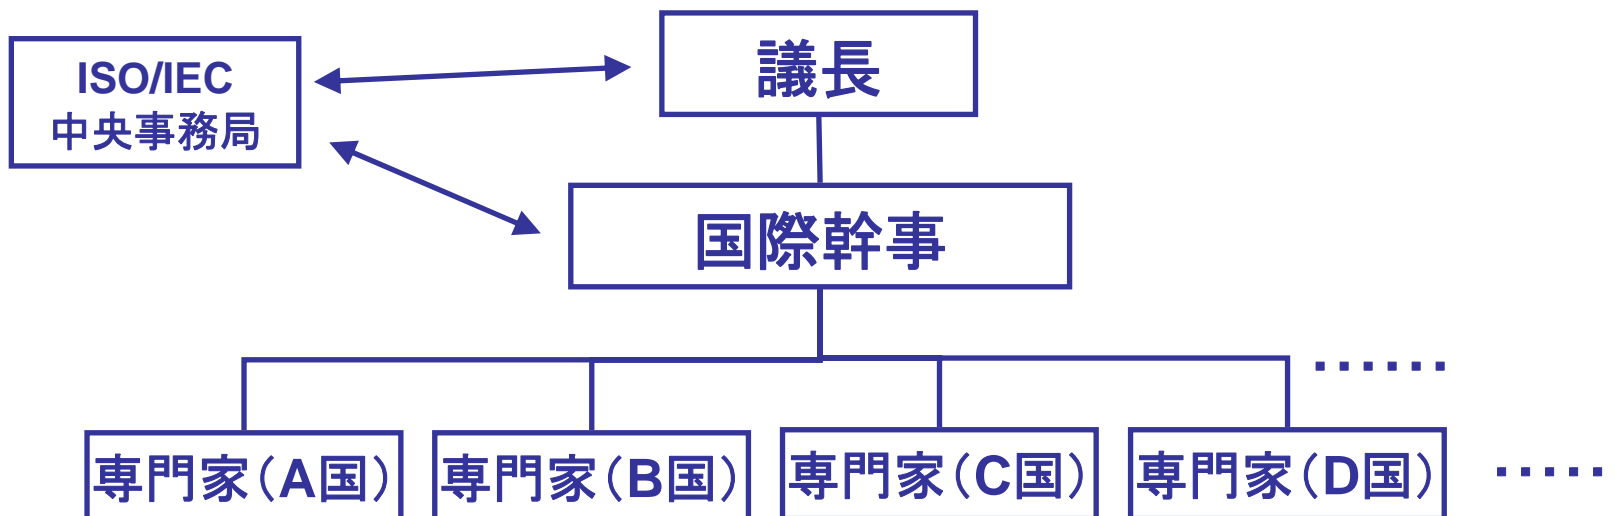 議長
ISO/IEC
中央事務局
国際幹事
専門家（A国）
専門家（B国）
専門家（C国）
専門家（D国）